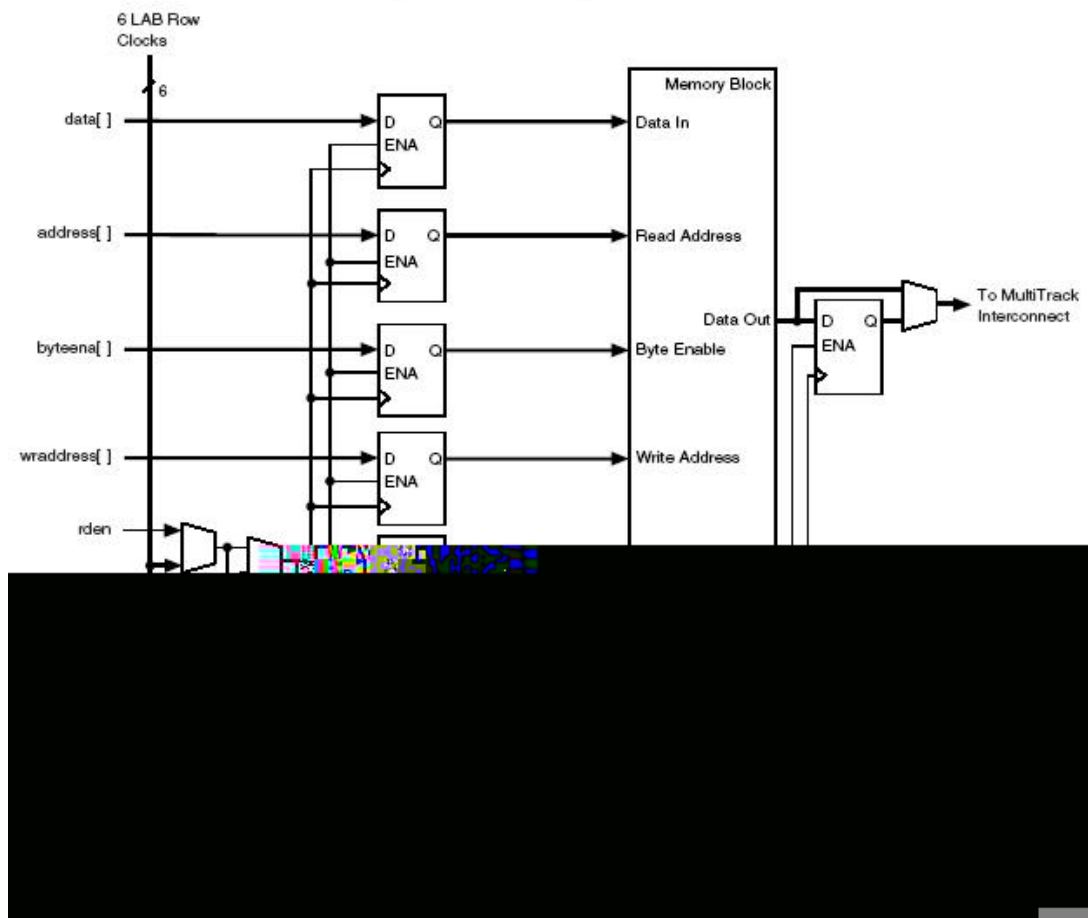 6 LAB Row
Clocks
6
Memory Block
data[ ]
D Q
ENA
Data In
address[ ]
D Q
ENA
Read Address
To MultiTrack
Interconnect
Data Out
D Q
ENA
byteena[ ]
D Q
ENA
Byte Enable
wraddress[ ]
D Q
ENA
Write Address
rden